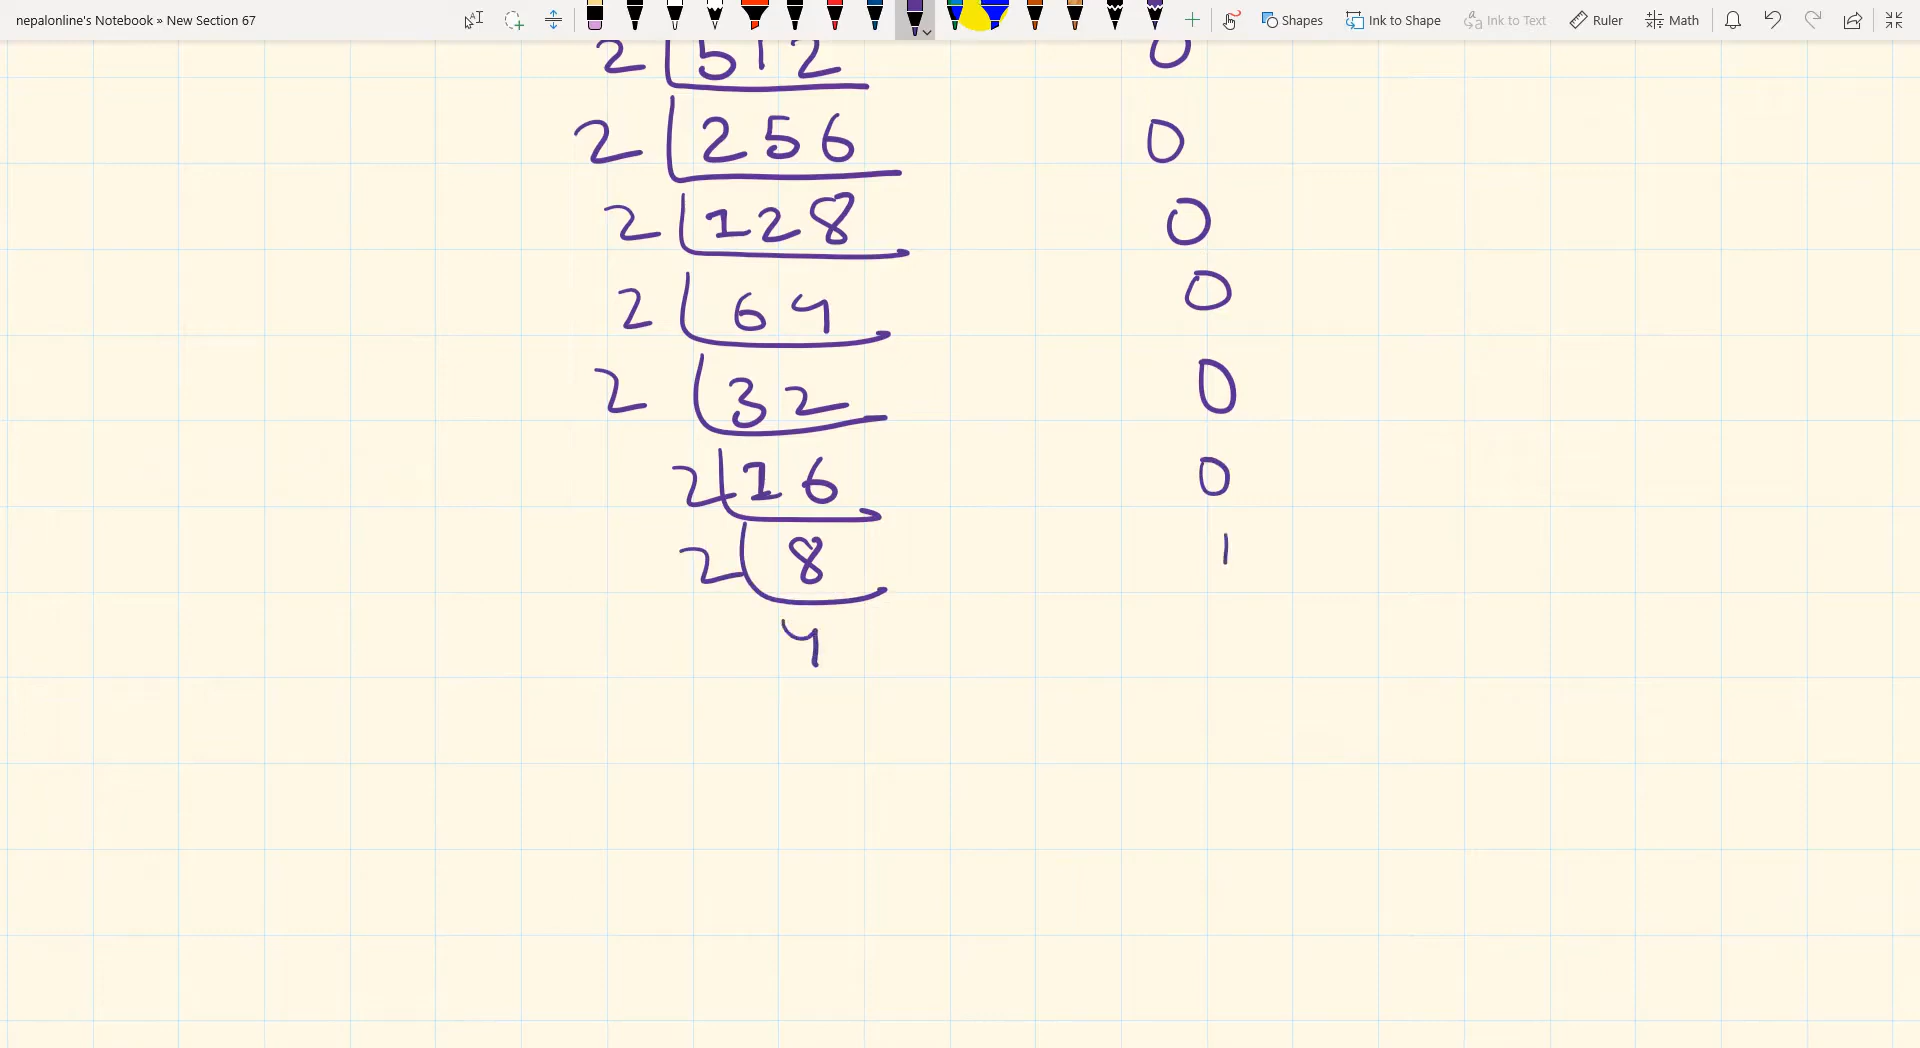 nepalonline's Notebook » New Section 67
Shapes
Ink to Shape
Ink to Text
Ruler
Math
2 512 0
2 256 0
2 128 0
2 64 0
2 32 0
2 16 0
2 8 1
4